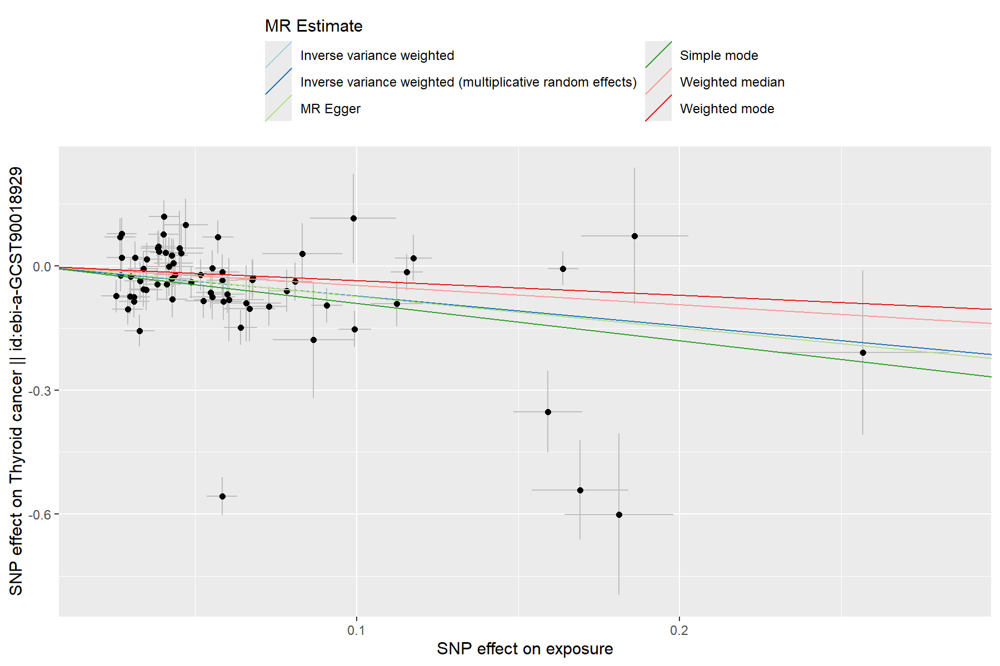 MR Estimate
Inverse variance weighted
Inverse variance weighted (multiplicative random effects)
MR Egger
Simple mode
Weighted median
Weighted mode
SNP effect on Thyroid cancer || id:ebi-a-GCST90018929
0.0
-0.3
-0.6
0.1
0.2
SNP effect on exposure